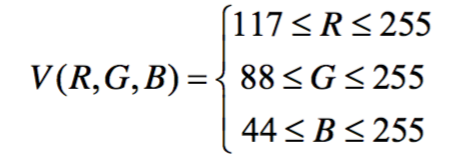 117 ≤ R ≤ 255
V(R,G,B) = { 88 ≤ G ≤ 255
44 ≤ B ≤ 255